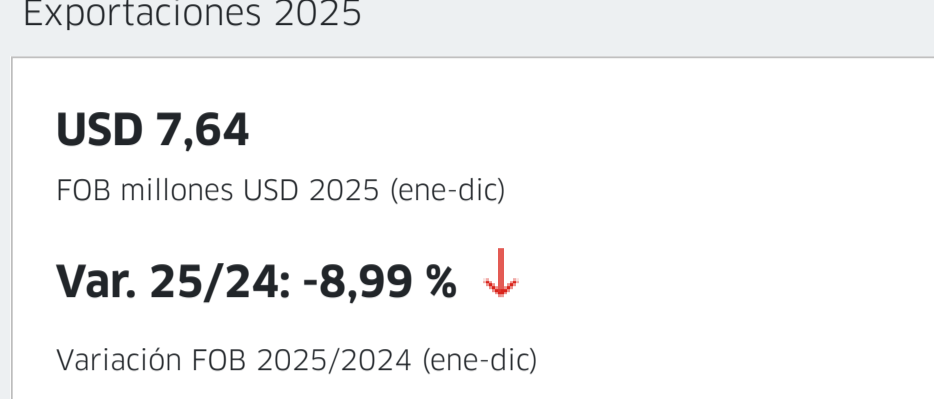 Exportaciones 2025
USD 7,64
FOB millones USD 2025 (ene-dic)
Var. 25/24: -8,99 %
Variación FOB 2025/2024 (ene-dic)